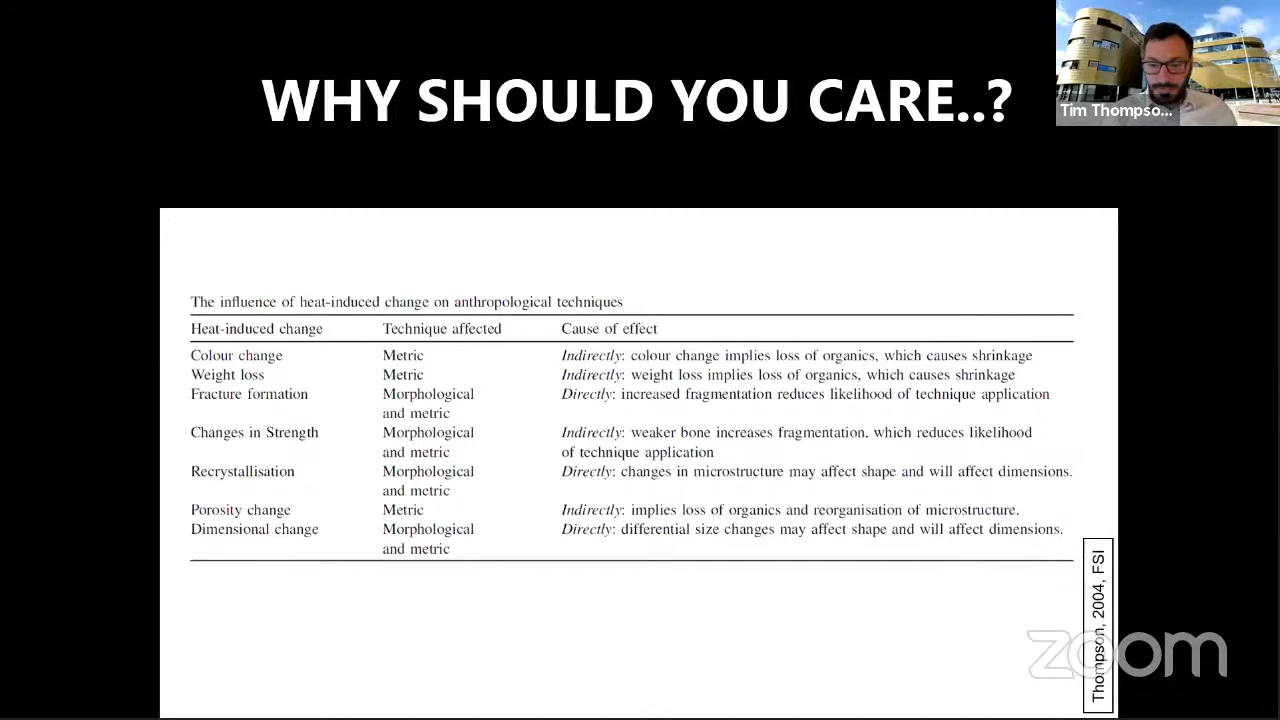 WHY SHOULD YOU CARE..?
Tim Thompso...
The influence of heat-induced change on anthropological techniques
Heat-induced change Technique affected Cause of effect
Colour change Metric Indirectly: colour change implies loss of organics, which causes shrinkage
Weight loss Metric Indirectly: weight loss implies loss of organics, which causes shrinkage
Fracture formation Morphological Directly: increased fragmentation reduces likelihood of technique application
and metric
Changes in Strength Morphological Indirectly: weaker bone increases fragmentation, which reduces likelihood
and metric of technique application
Recrystallisation Morphological Directly: changes in microstructure may affect shape and will affect dimensions.
and metric
Porosity change Metric Indirectly: implies loss of organics and reorganisation of microstructure.
Dimensional change Morphological Directly: differential size changes may affect shape and will affect dimensions.
and metric
Thompson, 2004, FSI
zoom